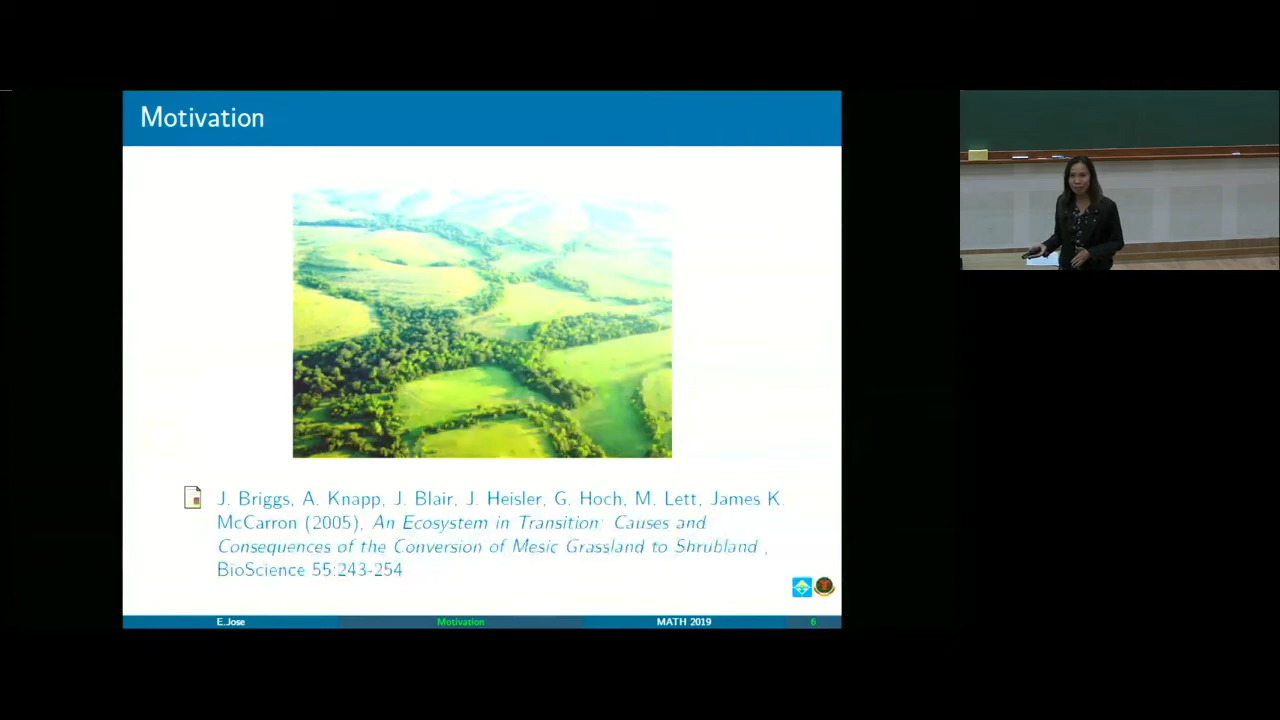 Motivation
J. Briggs, A. Knapp, J. Blair, J. Heisler, G. Hoch, M. Lett, James K.
McCarron (2005), An Ecosystem in Transition: Causes and
Consequences of the Conversion of Mesic Grassland to Shrubland ,
BioScience 55:243-254
E.Jose Motivation MATH 2019 6